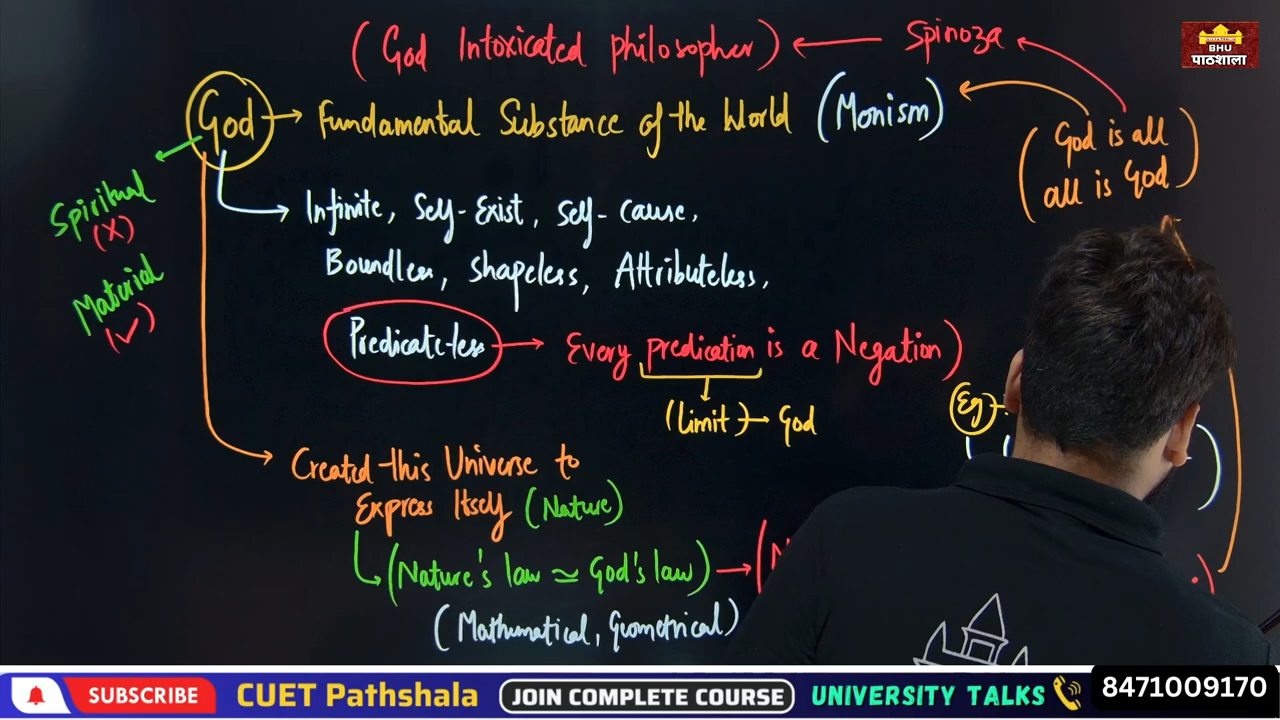 (God Intoxicated philosopher) ← Spinoza
BHU
पाठशाला
God → Fundamental Substance of the World (Monism)
(God is all
all is God)
Spiritual
(X)
Material
(✓)
Infinite, Self-Exist, Self-cause,
Boundless, shapeless, Attributeless,
Predicate-less → Every predication is a Negation)
(limit) → God
Eg
Created this Universe to
Express Itself (Nature)
(Nature's law ≃ God's law) →
(Mathematical, Geometrical)
SUBSCRIBE
CUET Pathshala
JOIN COMPLETE COURSE
UNIVERSITY TALKS
8471009170